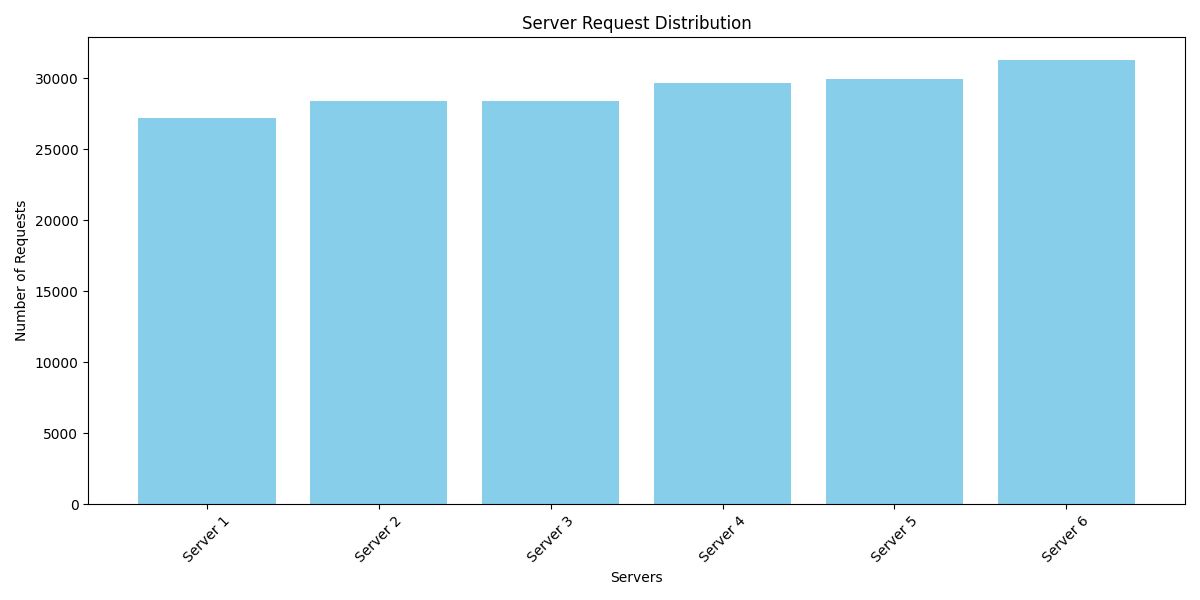 Server Request Distribution
Number of Requests
30000
25000
20000
15000
10000
5000
0
Server 1
Server 2
Server 3
Server 4
Server 5
Server 6
Servers